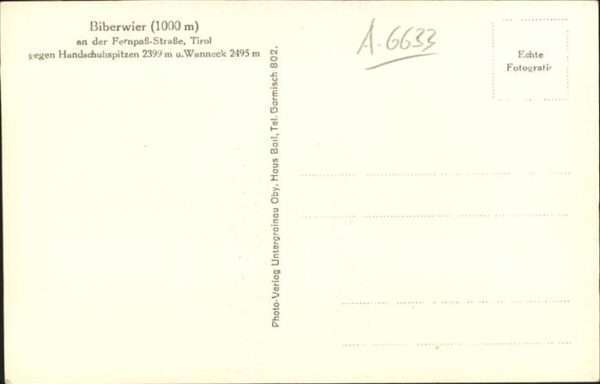 Biberwier (1000 m)
an der Fernpaß-Straße, Tirol
gegen Handschuhspitzen 2399 m u. Wanneck 2495 m
A.6633
Echte
Fotografie
Photo-Verlag Untergrainau Oby, Haus Bail, Tel. Garmisch 802.